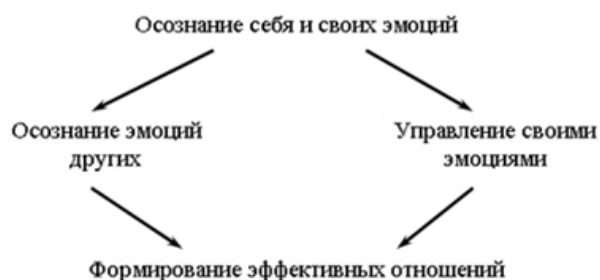 Осознание себя и своих эмоций
Осознание эмоций
других
Управление своими
эмоциями
Формирование эффективных отношений